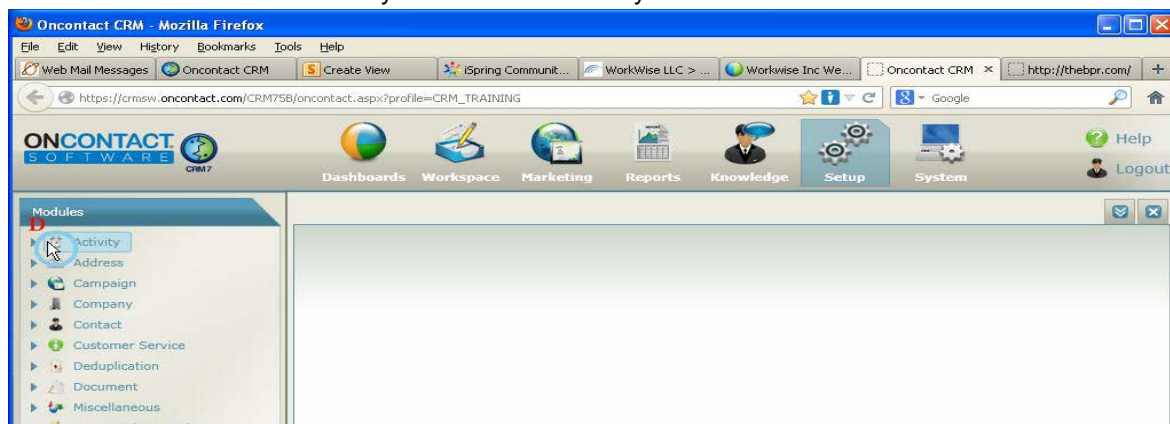 Oncontact CRM - Mozilla Firefox
File Edit View History Bookmarks Tools Help
Web Mail Messages Oncontact CRM S Create View iSpring Communit... WorkWise LLC > ... Workwise Inc We... Oncontact CRM × http://thebpr.com/ +
https://crmsw.oncontact.com/CRM75B/oncontact.aspx?profile=CRM_TRAINING 8 Google
ONCONTACT
SOFTWARE
CRM 7
Dashboards Workspace Marketing Reports Knowledge Setup System
Help
Logout
Modules
D
Activity
Address
Campaign
Company
Contact
Customer Service
Deduplication
Document
Miscellaneous